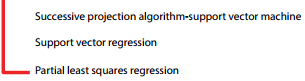 Successive projection algorithm-support vector machine
Support vector regression
Partial least squares regression